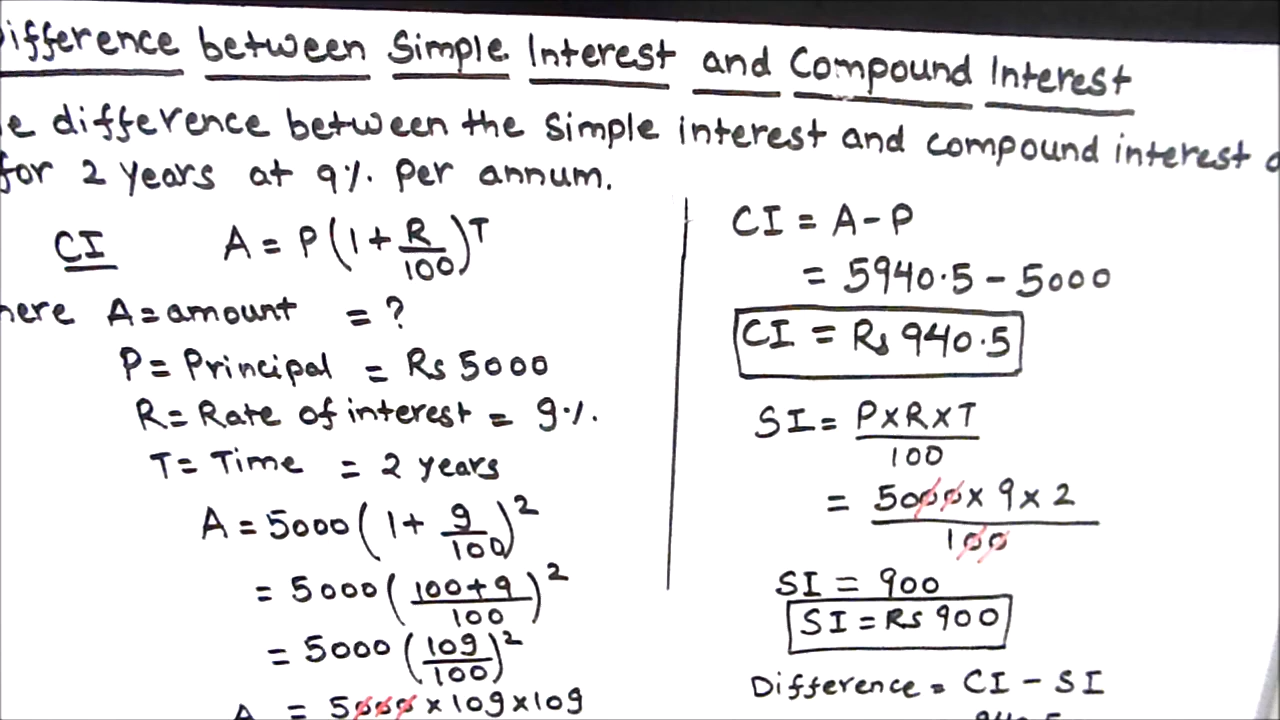 ifference between Simple Interest and Compound Interest
e difference between the simple interest and compound interest
for 2 years at 9%. per annum.
CI A = P(1 + R/100)^T
here A = amount = ?
P = Principal = Rs 5000
R = Rate of interest = 9%.
T = Time = 2 years
A = 5000(1 + 9/100)^2
= 5000(100+9/100)^2
= 5000(109/100)^2
A = 5000 × 109 × 109
CI = A - P
= 5940.5 - 5000
CI = Rs 940.5
SI = P×R×T/100
= 5000 × 9 × 2/100
SI = 900
SI = Rs 900
Difference = CI - SI